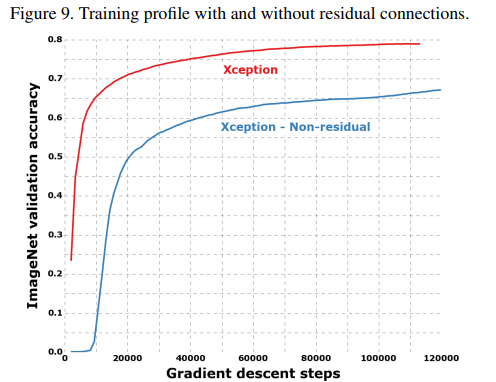 Figure 9. Training profile with and without residual connections.
0.8
0.7
0.6
0.5
0.4
0.3
0.2
0.1
0.0
ImageNet validation accuracy
Xception
Xception - Non-residual
0 20000 40000 60000 80000 100000 120000
Gradient descent steps